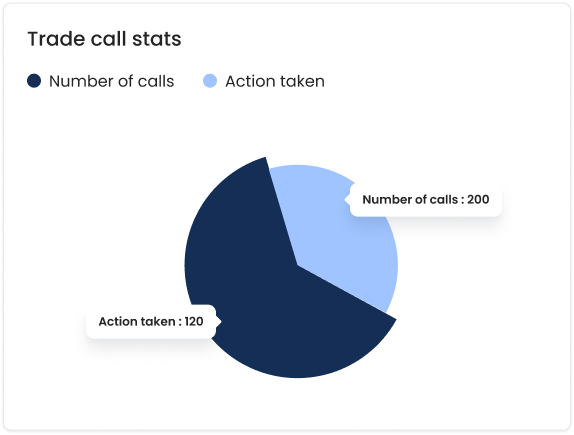 Trade call stats
Number of calls
Action taken
Number of calls : 200
Action taken : 120